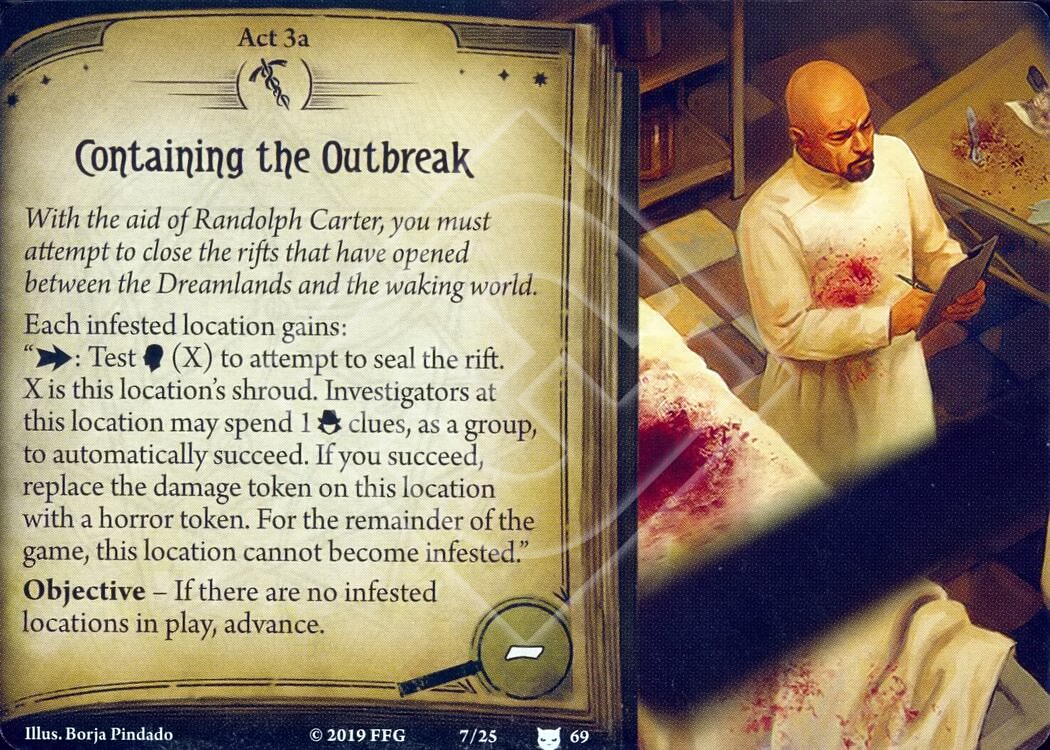 Act 3a
Containing the Outbreak
With the aid of Randolph Carter, you must
attempt to close the rifts that have opened
between the Dreamlands and the waking world.
Each infested location gains:
“ : Test (X) to attempt to seal the rift.
X is this location’s shroud. Investigators at
this location may spend 1 clues, as a group,
to automatically succeed. If you succeed,
replace the damage token on this location
with a horror token. For the remainder of the
game, this location cannot become infested.”
Objective – If there are no infested
locations in play, advance.
–
Illus. Borja Pindado © 2019 FFG 7/25 69